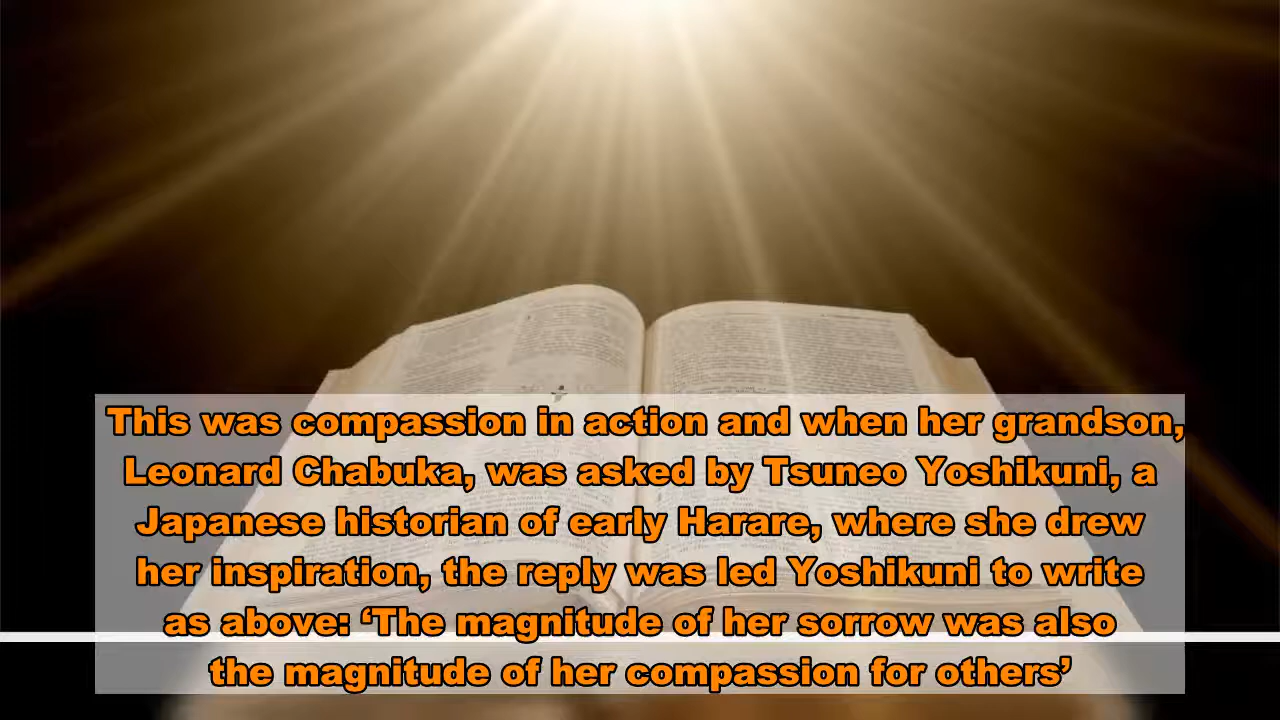 This was compassion in action and when her grandson,
Leonard Chabuka, was asked by Tsuneo Yoshikuni, a
Japanese historian of early Harare, where she drew
her inspiration, the reply was led Yoshikuni to write
as above: ‘The magnitude of her sorrow was also
the magnitude of her compassion for others’